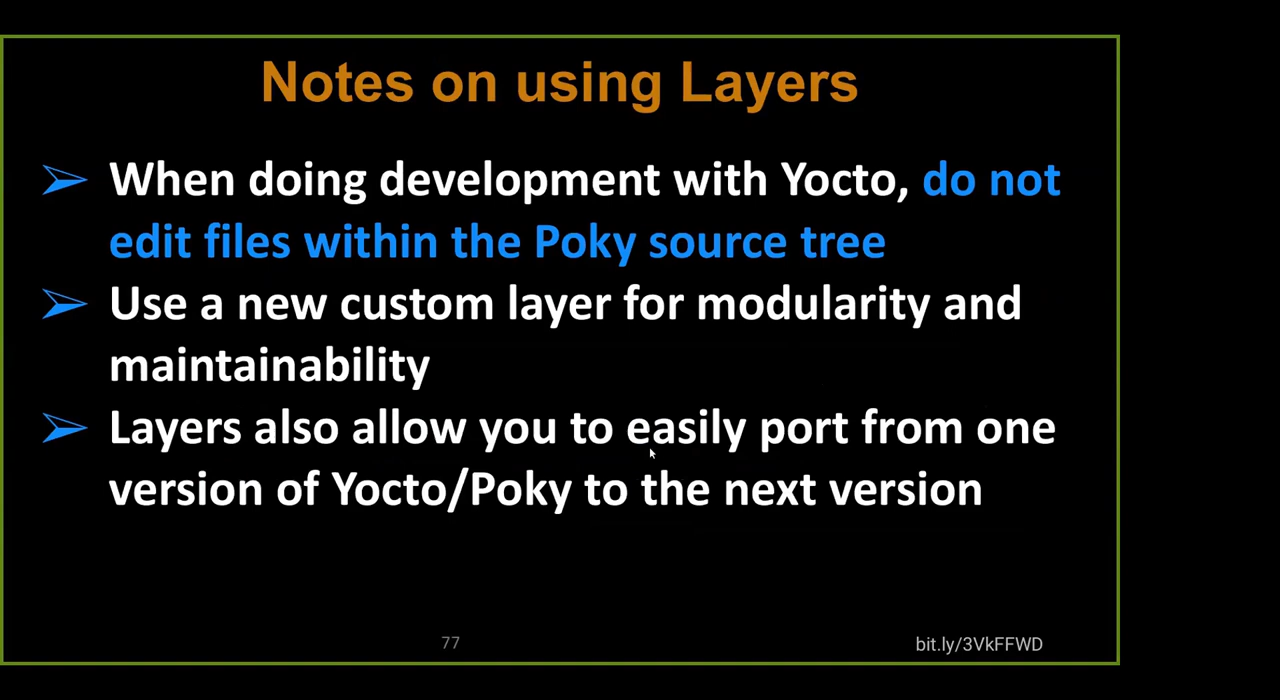 Notes on using Layers
When doing development with Yocto, do not
edit files within the Poky source tree
Use a new custom layer for modularity and
maintainability
Layers also allow you to easily port from one
version of Yocto/Poky to the next version
77
bit.ly/3VkFFWD